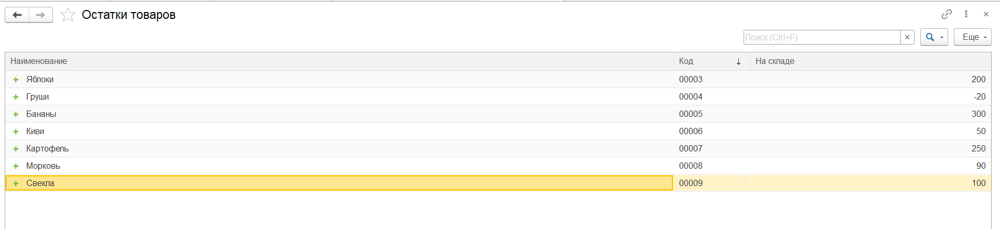 Остатки товаров
Поиск (Ctrl+F)
Еще
Наименование Код На складе
Яблоки 00003 200
Груши 00004 -20
Бананы 00005 300
Киви 00006 50
Картофель 00007 250
Морковь 00008 90
Свекла 00009 100